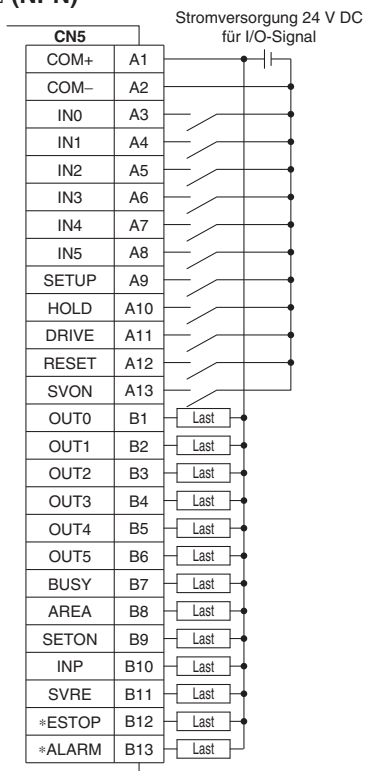 (NPN)
Stromversorgung 24 V DC
für I/O-Signal
CN5
COM+ A1
COM− A2
IN0 A3
IN1 A4
IN2 A5
IN3 A6
IN4 A7
IN5 A8
SETUP A9
HOLD A10
DRIVE A11
RESET A12
SVON A13
OUT0 B1 Last
OUT1 B2 Last
OUT2 B3 Last
OUT3 B4 Last
OUT4 B5 Last
OUT5 B6 Last
BUSY B7 Last
AREA B8 Last
SETON B9 Last
INP B10 Last
SVRE B11 Last
∗ESTOP B12 Last
∗ALARM B13 Last